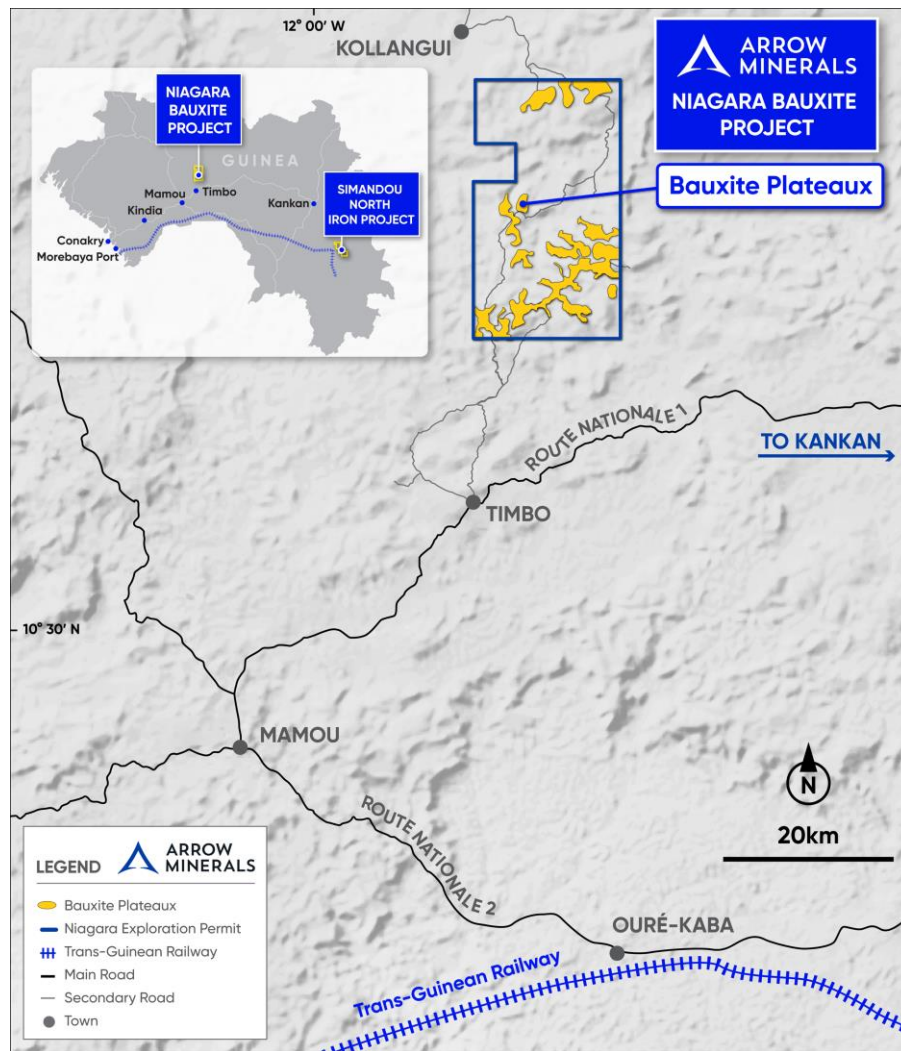 12° 00' W
KOLLANGUI
ARROW
MINERALS
NIAGARA BAUXITE
PROJECT
Bauxite Plateaux
NIAGARA
BAUXITE
PROJECT
GUINEA
SIMANDOU
NORTH
IRON PROJECT
Mamou
Timbo
Kankan
Kindia
Conakry
Morebaya Port
ROUTE NATIONALE 1
TO KANKAN
TIMBO
10° 30' N
MAMOU
ROUTE NATIONALE 2
N
20km
OURÉ-KABA
Trans-Guinean Railway
LEGEND
ARROW
MINERALS
Bauxite Plateaux
Niagara Exploration Permit
Trans-Guinean Railway
Main Road
Secondary Road
Town